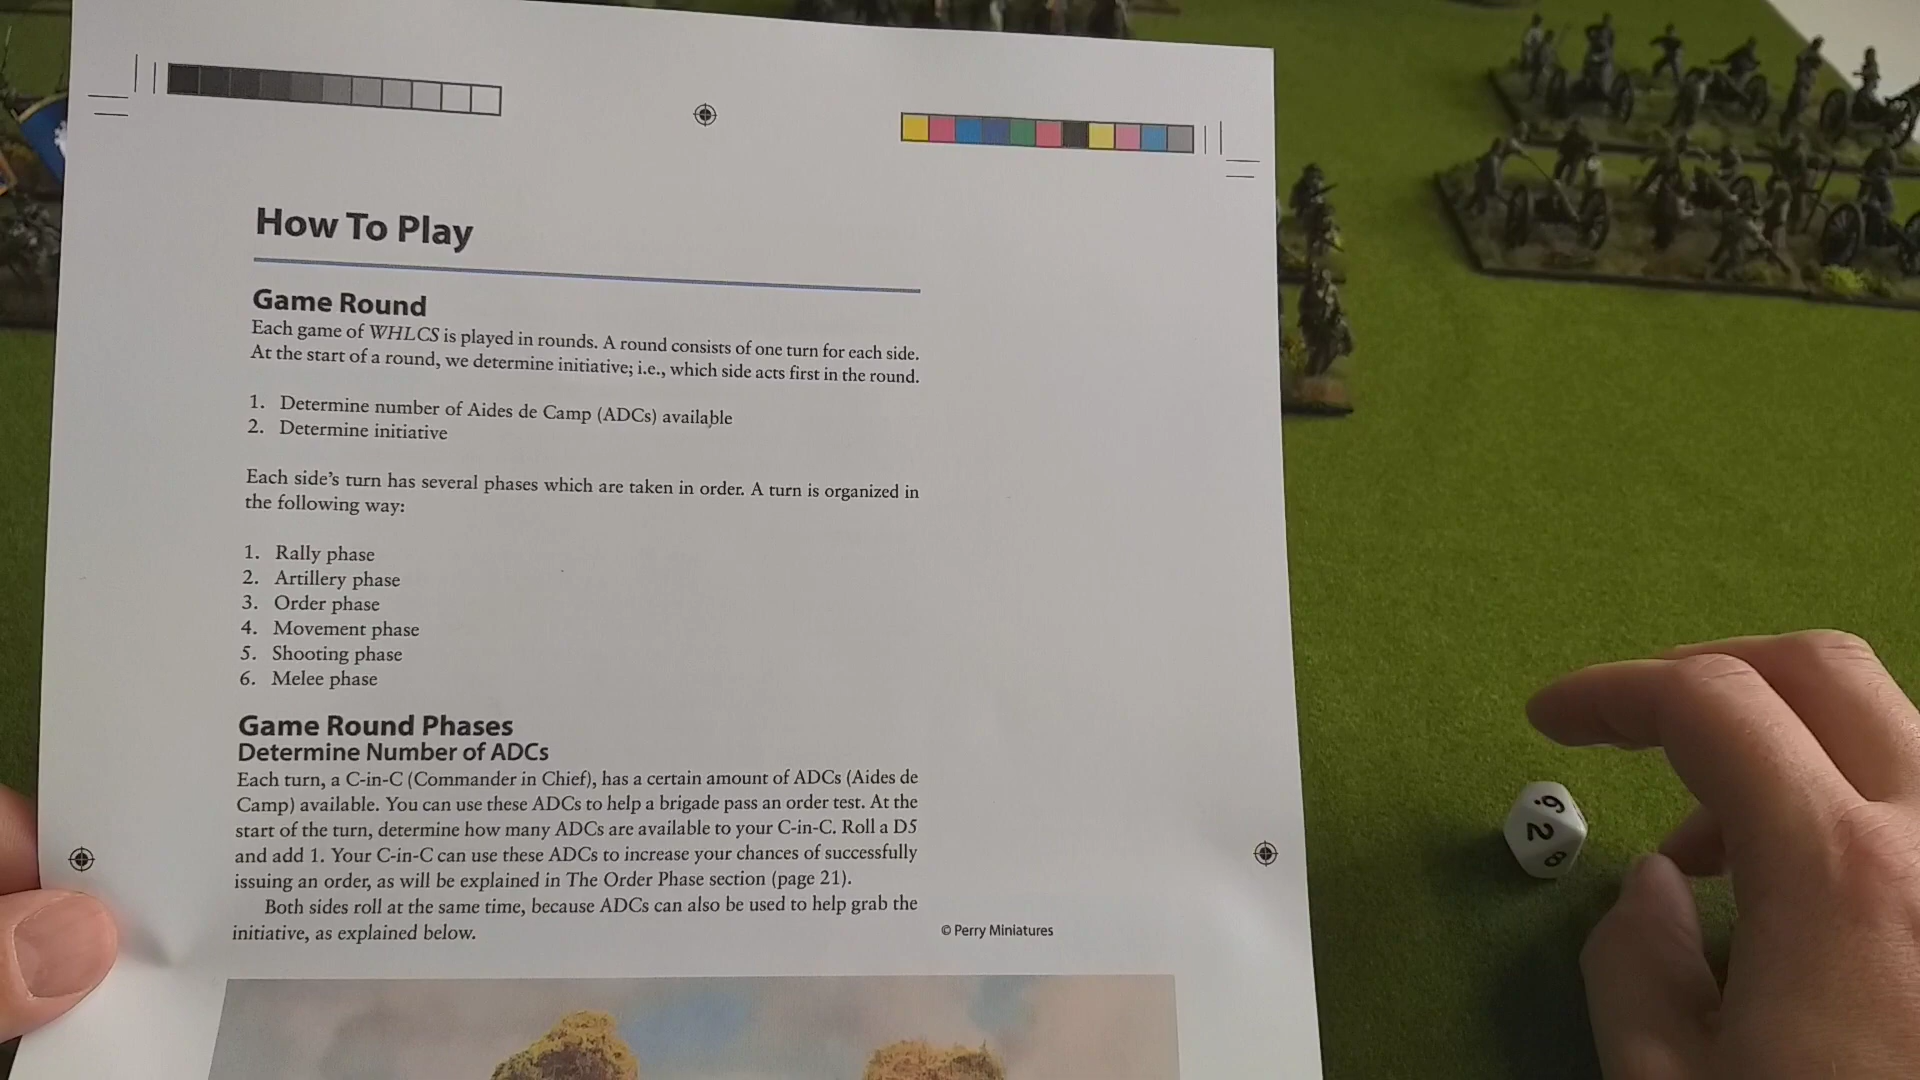 How To Play
Game Round
Each game of WHLCS is played in rounds. A round consists of one turn for each side.
At the start of a round, we determine initiative; i.e., which side acts first in the round.
1. Determine number of Aides de Camp (ADCs) available
2. Determine initiative
Each side's turn has several phases which are taken in order. A turn is organized in
the following way:
1. Rally phase
2. Artillery phase
3. Order phase
4. Movement phase
5. Shooting phase
6. Melee phase
Game Round Phases
Determine Number of ADCs
Each turn, a C-in-C (Commander in Chief), has a certain amount of ADCs (Aides de
Camp) available. You can use these ADCs to help a brigade pass an order test. At the
start of the turn, determine how many ADCs are available to your C-in-C. Roll a D5
and add 1. Your C-in-C can use these ADCs to increase your chances of successfully
issuing an order, as will be explained in The Order Phase section (page 21).
Both sides roll at the same time, because ADCs can also be used to help grab the
initiative, as explained below.
© Perry Miniatures
6.
2
8